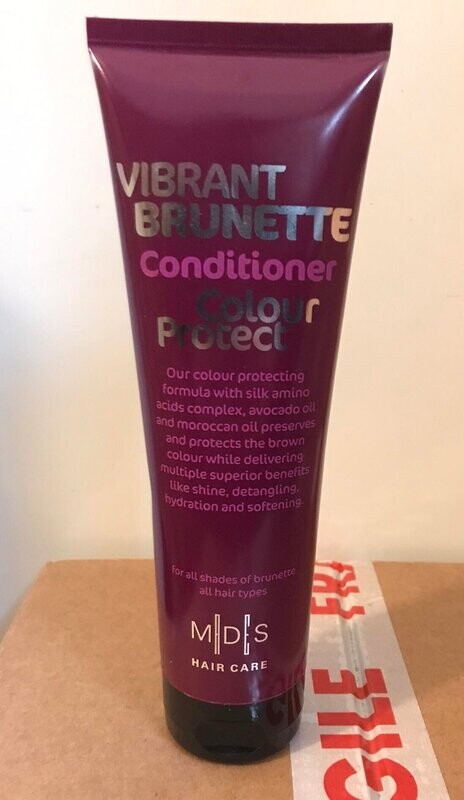 VIBRANT
BRUNETTE
Conditioner
Colour
Protect
Our colour protecting
formula with silk amino
acids complex, avocado oil
and moroccan oil preserves
and protects the brown
colour while delivering
multiple superior benefits
like shine, detangling,
hydration and softening.
for all shades of brunette
all hair types
MDS
HAIR CARE
FRA
GILE